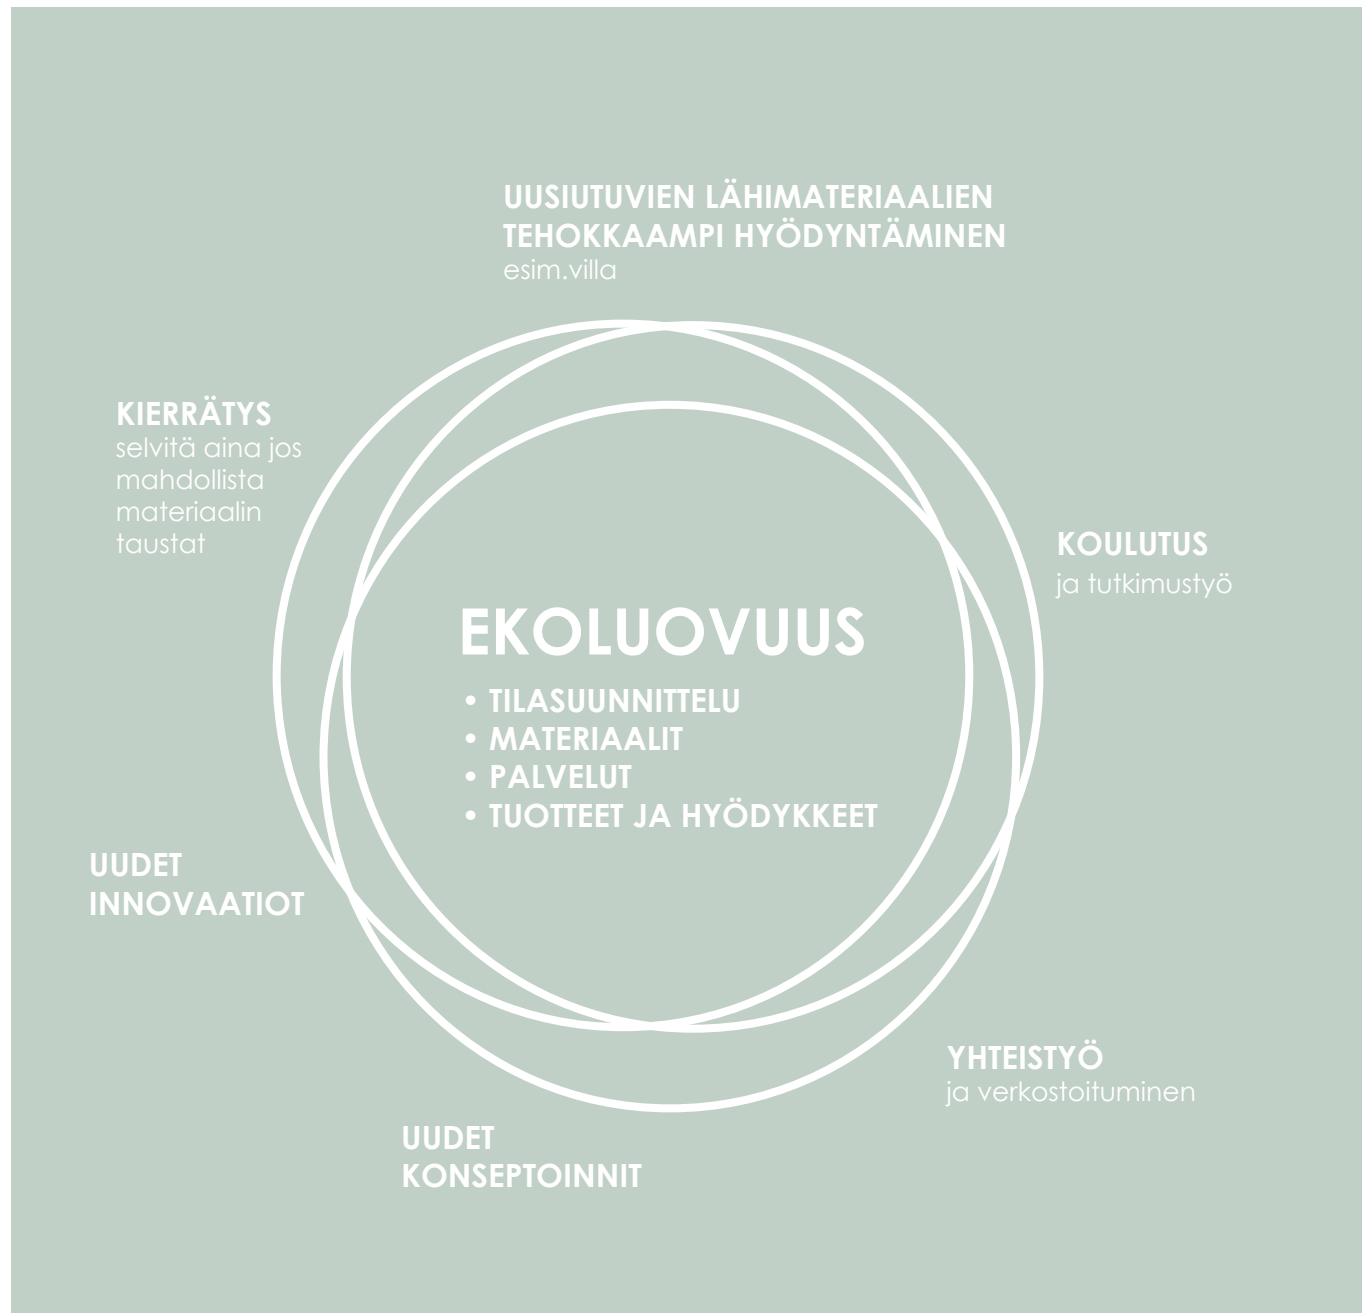 UUSIUTUVIEN LÄHIMATERIAALIEN
TEHOKKAAMPI HYÖDYNTÄMINEN
esim.villa
KIERRÄTYS
selvitä aina jos
mahdollista
materiaalin
taustat
KOULUTUS
ja tutkimustyö
EKOLUOVUUS
• TILASUUNNITTELU
• MATERIAALIT
• PALVELUT
• TUOTTEET JA HYÖDYKKEET
UUDET
INNOVAATIOT
YHTEISTYÖ
ja verkostoituminen
UUDET
KONSEPTOINNIT